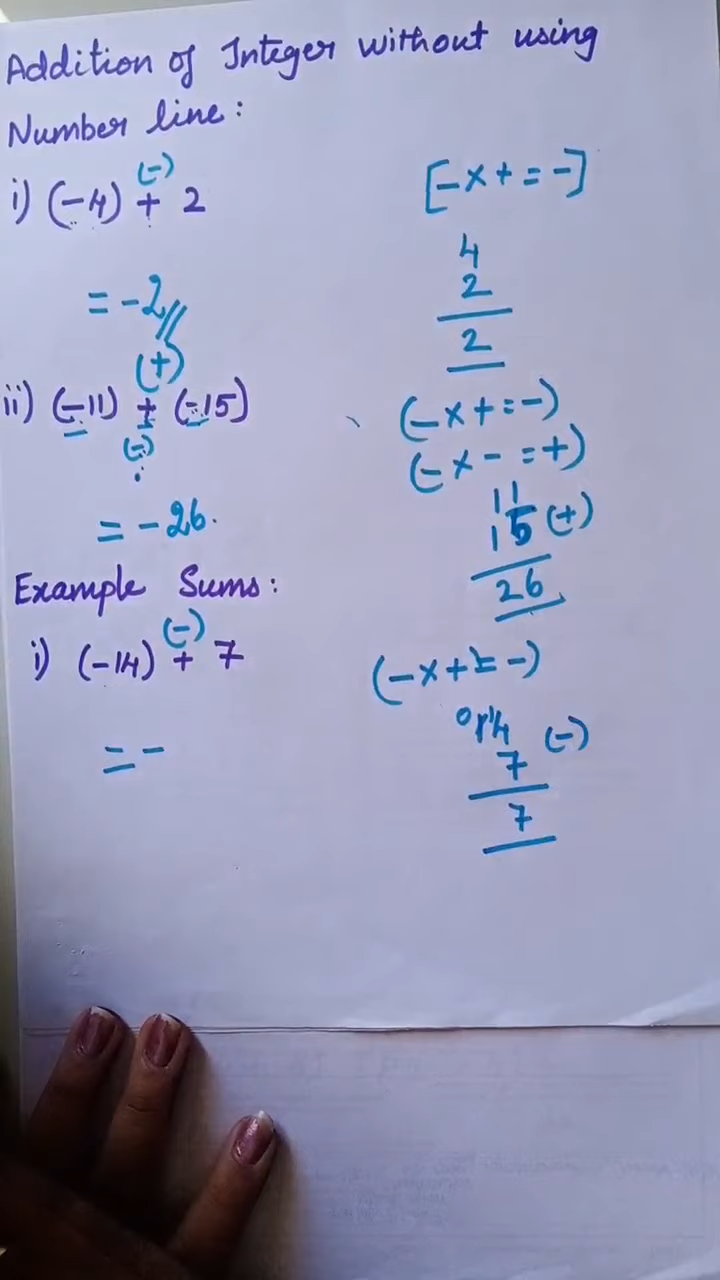 Addition of Integer without using
Number line:
(-)
i) (-4) + 2
[- x + = -]
4
2
2
= -2
(+)
ii) (-11) + (-15)
(-)
(- x + = -)
(- x - = +)
11
15 (+)
26
= -26.
Example Sums:
(-)
i) (-14) + 7
(- x + = -)
0 14
7 (-)
7
= -